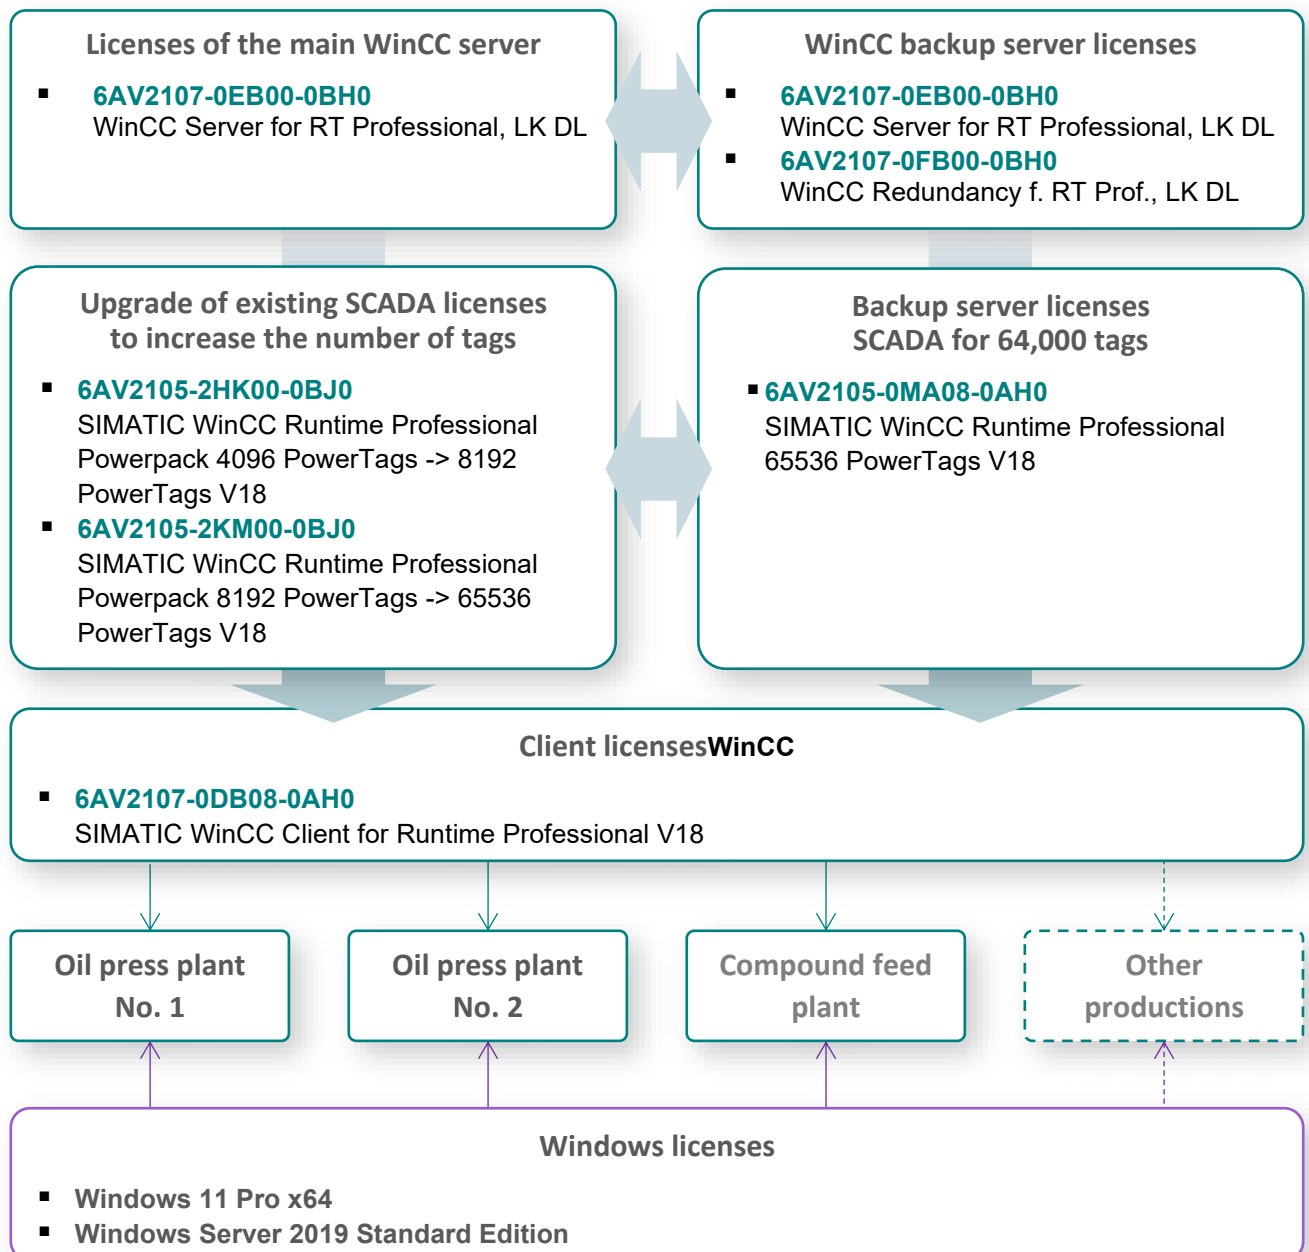 Licenses of the main WinCC server
▪ 6AV2107-0EB00-0BH0
WinCC Server for RT Professional, LK DL
WinCC backup server licenses
▪ 6AV2107-0EB00-0BH0
WinCC Server for RT Professional, LK DL
▪ 6AV2107-0FB00-0BH0
WinCC Redundancy f. RT Prof., LK DL
Upgrade of existing SCADA licenses
to increase the number of tags
▪ 6AV2105-2HK00-0BJ0
SIMATIC WinCC Runtime Professional
Powerpack 4096 PowerTags -> 8192
PowerTags V18
▪ 6AV2105-2KM00-0BJ0
SIMATIC WinCC Runtime Professional
Powerpack 8192 PowerTags -> 65536
PowerTags V18
Backup server licenses
SCADA for 64,000 tags
▪ 6AV2105-0MA08-0AH0
SIMATIC WinCC Runtime Professional
65536 PowerTags V18
Client licensesWinCC
▪ 6AV2107-0DB08-0AH0
SIMATIC WinCC Client for Runtime Professional V18
Oil press plant
No. 1
Oil press plant
No. 2
Compound feed
plant
Other
productions
Windows licenses
▪ Windows 11 Pro x64
▪ Windows Server 2019 Standard Edition